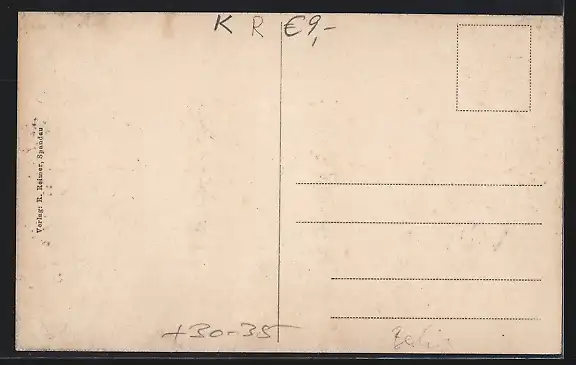 K R €9,-
Verlag: R. Reimer, Spandau
+30-35